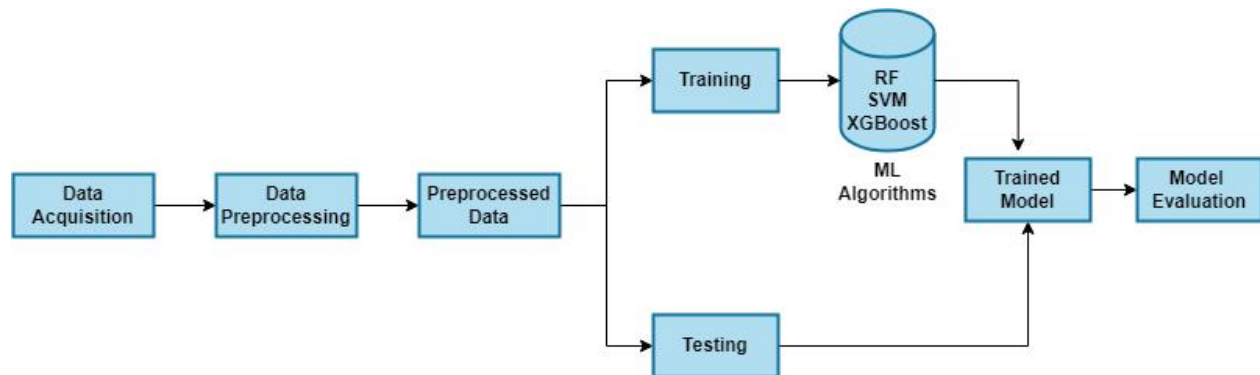 Data
Acquisition
Data
Preprocessing
Preprocessed
Data
Training
RF
SVM
XGBoost
ML
Algorithms
Testing
Trained
Model
Model
Evaluation